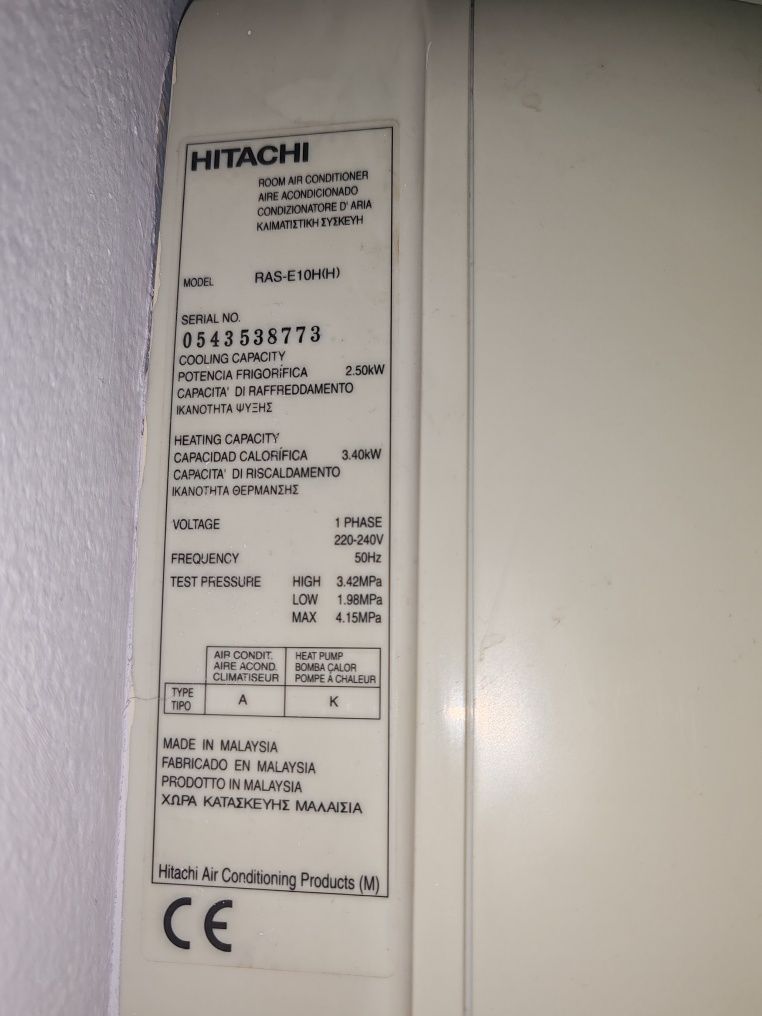 HITACHI
ROOM AIR CONDITIONER
AIRE ACONDICIONADO
CONDIZIONATORE D' ARIA
ΚΛΙΜΑΤΙΣΤΙΚΗ ΣΥΣΚΕΥΗ
MODEL RAS-E10H(H)
SERIAL NO.
0543538773
COOLING CAPACITY
POTENCIA FRIGORÍFICA 2.50kW
CAPACITA' DI RAFFREDDAMENTO
ΙΚΑΝΟΤΗΤΑ ΨΥΞΗΣ
HEATING CAPACITY
CAPACIDAD CALORÍFICA 3.40kW
CAPACITA' DI RISCALDAMENTO
ΙΚΑΝΟΤΗΤΑ ΘΕΡΜΑΝΣΗΣ
VOLTAGE 1 PHASE
220-240V
FREQUENCY 50Hz
TEST PRESSURE HIGH 3.42MPa
LOW 1.98MPa
MAX 4.15MPa
AIR CONDIT. HEAT PUMP
AIRE ACOND. BOMBA CALOR
CLIMATISEUR POMPE À CHALEUR
TYPE
TIPO A K
MADE IN MALAYSIA
FABRICADO EN MALAYSIA
PRODOTTO IN MALAYSIA
ΧΩΡΑ ΚΑΤΑΣΚΕΥΗΣ ΜΑΛΑΙΣΙΑ
Hitachi Air Conditioning Products (M)
CE